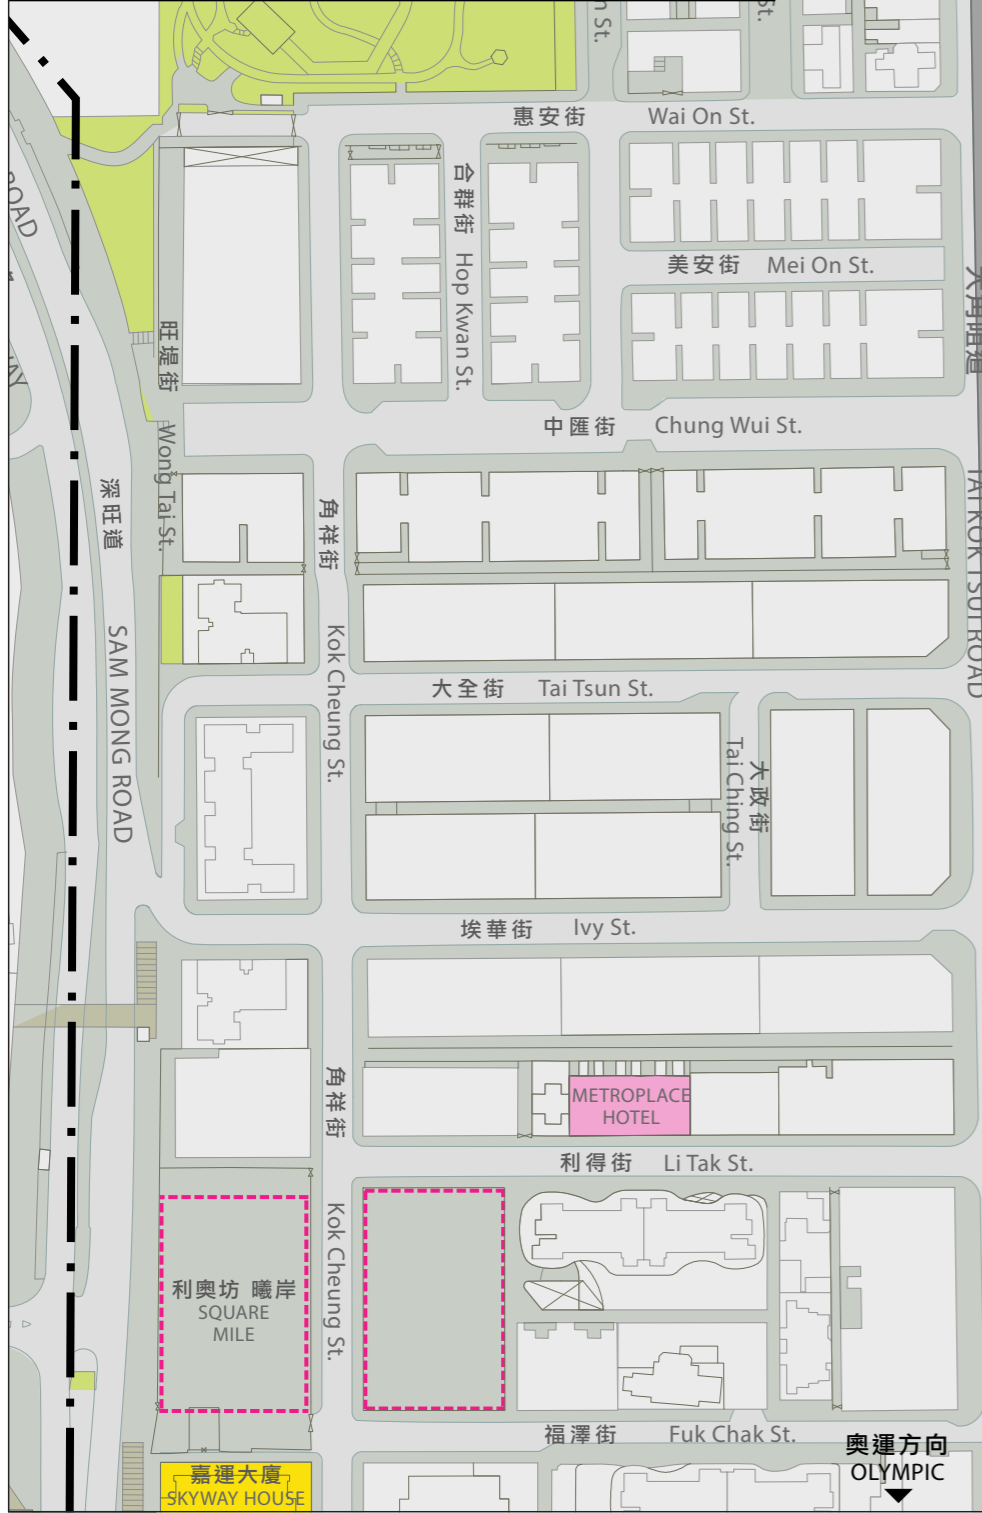 n St.
St.
惠安街 Wai On St.
ROAD
合群街 Hop Kwan St.
美安街 Mei On St.
大角咀道
TAI KOK TSUI ROAD
旺堤街
Wong Tai St.
中匯街 Chung Wui St.
深旺道
SAM MONG ROAD
角祥街
Kok Cheung St.
大全街 Tai Tsun St.
大政街
Tai Ching St.
埃華街 Ivy St.
METROPLACE
HOTEL
角祥街
Kok Cheung St.
利得街 Li Tak St.
利奧坊 曦岸
SQUARE
MILE
福澤街 Fuk Chak St.
奧運方向
OLYMPIC
嘉運大廈
SKYWAY HOUSE